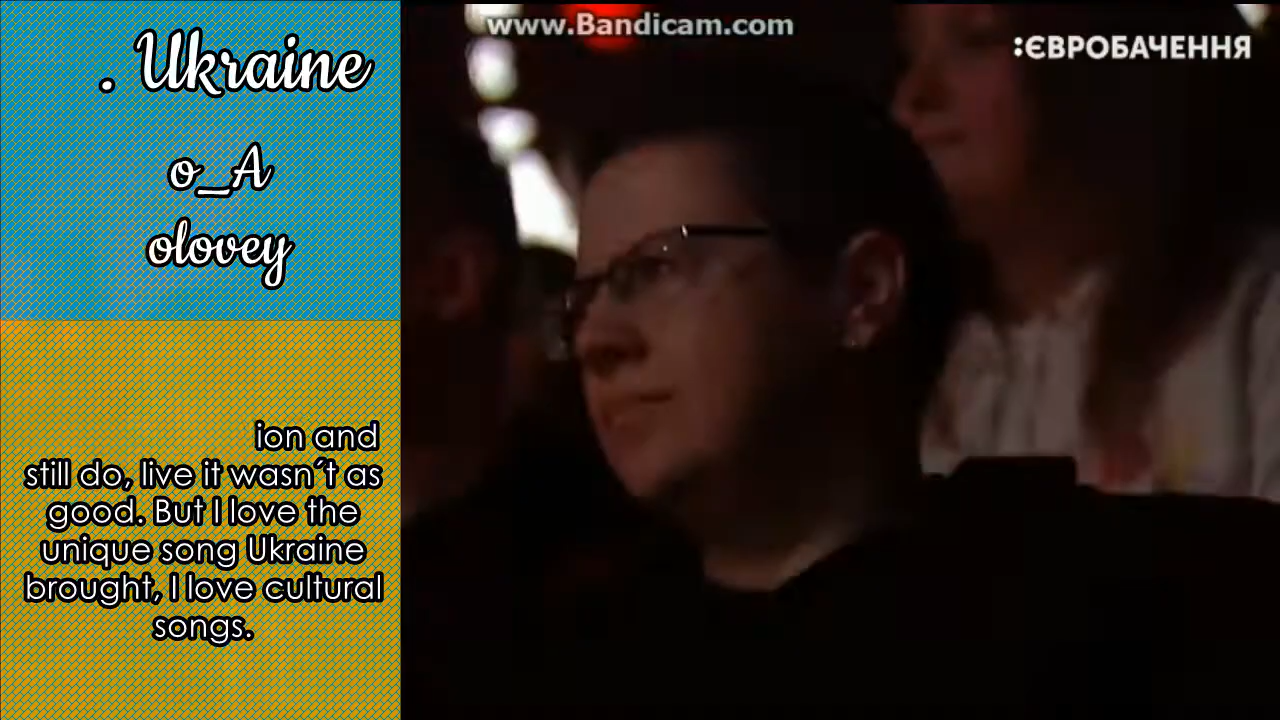 . Ukraine
o_A
olovey
ion and
still do, live it wasn´t as
good. But I love the
unique song Ukraine
brought, I love cultural
songs.
www.Bandicam.com
:ЄВРОБАЧЕННЯ